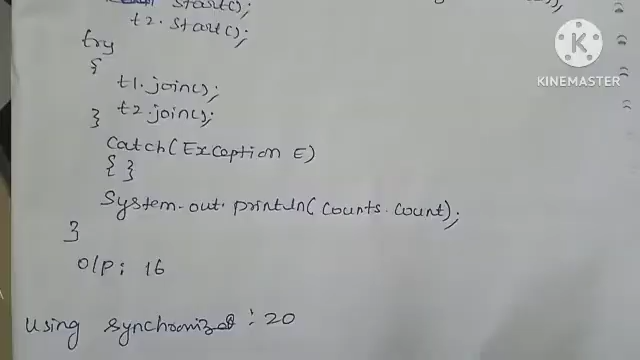 start();
t2.start();
try
{
t1.join();
} t2.join();
catch(Exception E)
{ }
System.out.println(counts.count);
}
O/P: 16
using synchronized : 20
K
KINEMASTER